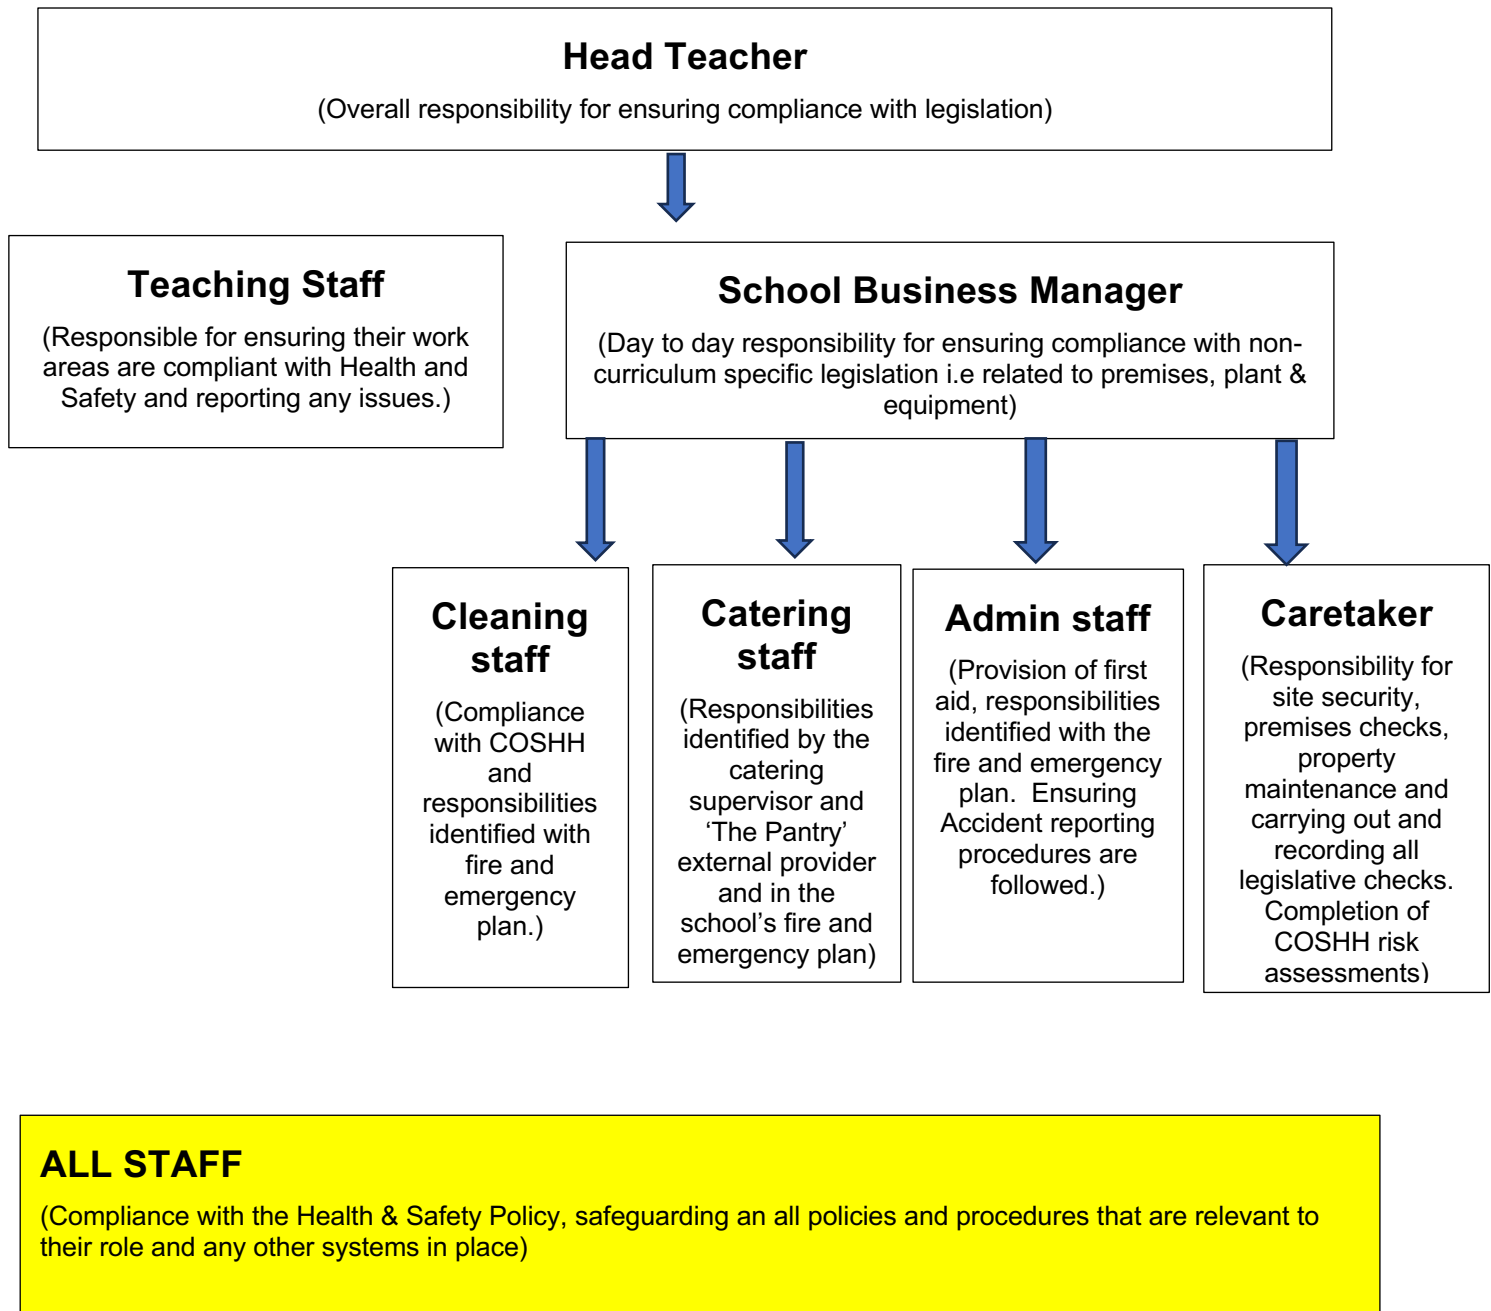 Head Teacher
(Overall responsibility for ensuring compliance with legislation)
Teaching Staff
(Responsible for ensuring their work
areas are compliant with Health and
Safety and reporting any issues.)
School Business Manager
(Day to day responsibility for ensuring compliance with non-
curriculum specific legislation i.e related to premises, plant &
equipment)
Cleaning
staff
(Compliance
with COSHH
and
responsibilities
identified with
fire and
emergency
plan.)
Catering
staff
(Responsibilities
identified by the
catering
supervisor and
‘The Pantry’
external provider
and in the
school’s fire and
emergency plan)
Admin staff
(Provision of first
aid, responsibilities
identified with the
fire and emergency
plan.  Ensuring
Accident reporting
procedures are
followed.)
Caretaker
(Responsibility for
site security,
premises checks,
property
maintenance and
carrying out and
recording all
legislative checks.
Completion of
COSHH risk
assessments)
ALL STAFF
(Compliance with the Health & Safety Policy, safeguarding an all policies and procedures that are relevant to
their role and any other systems in place)